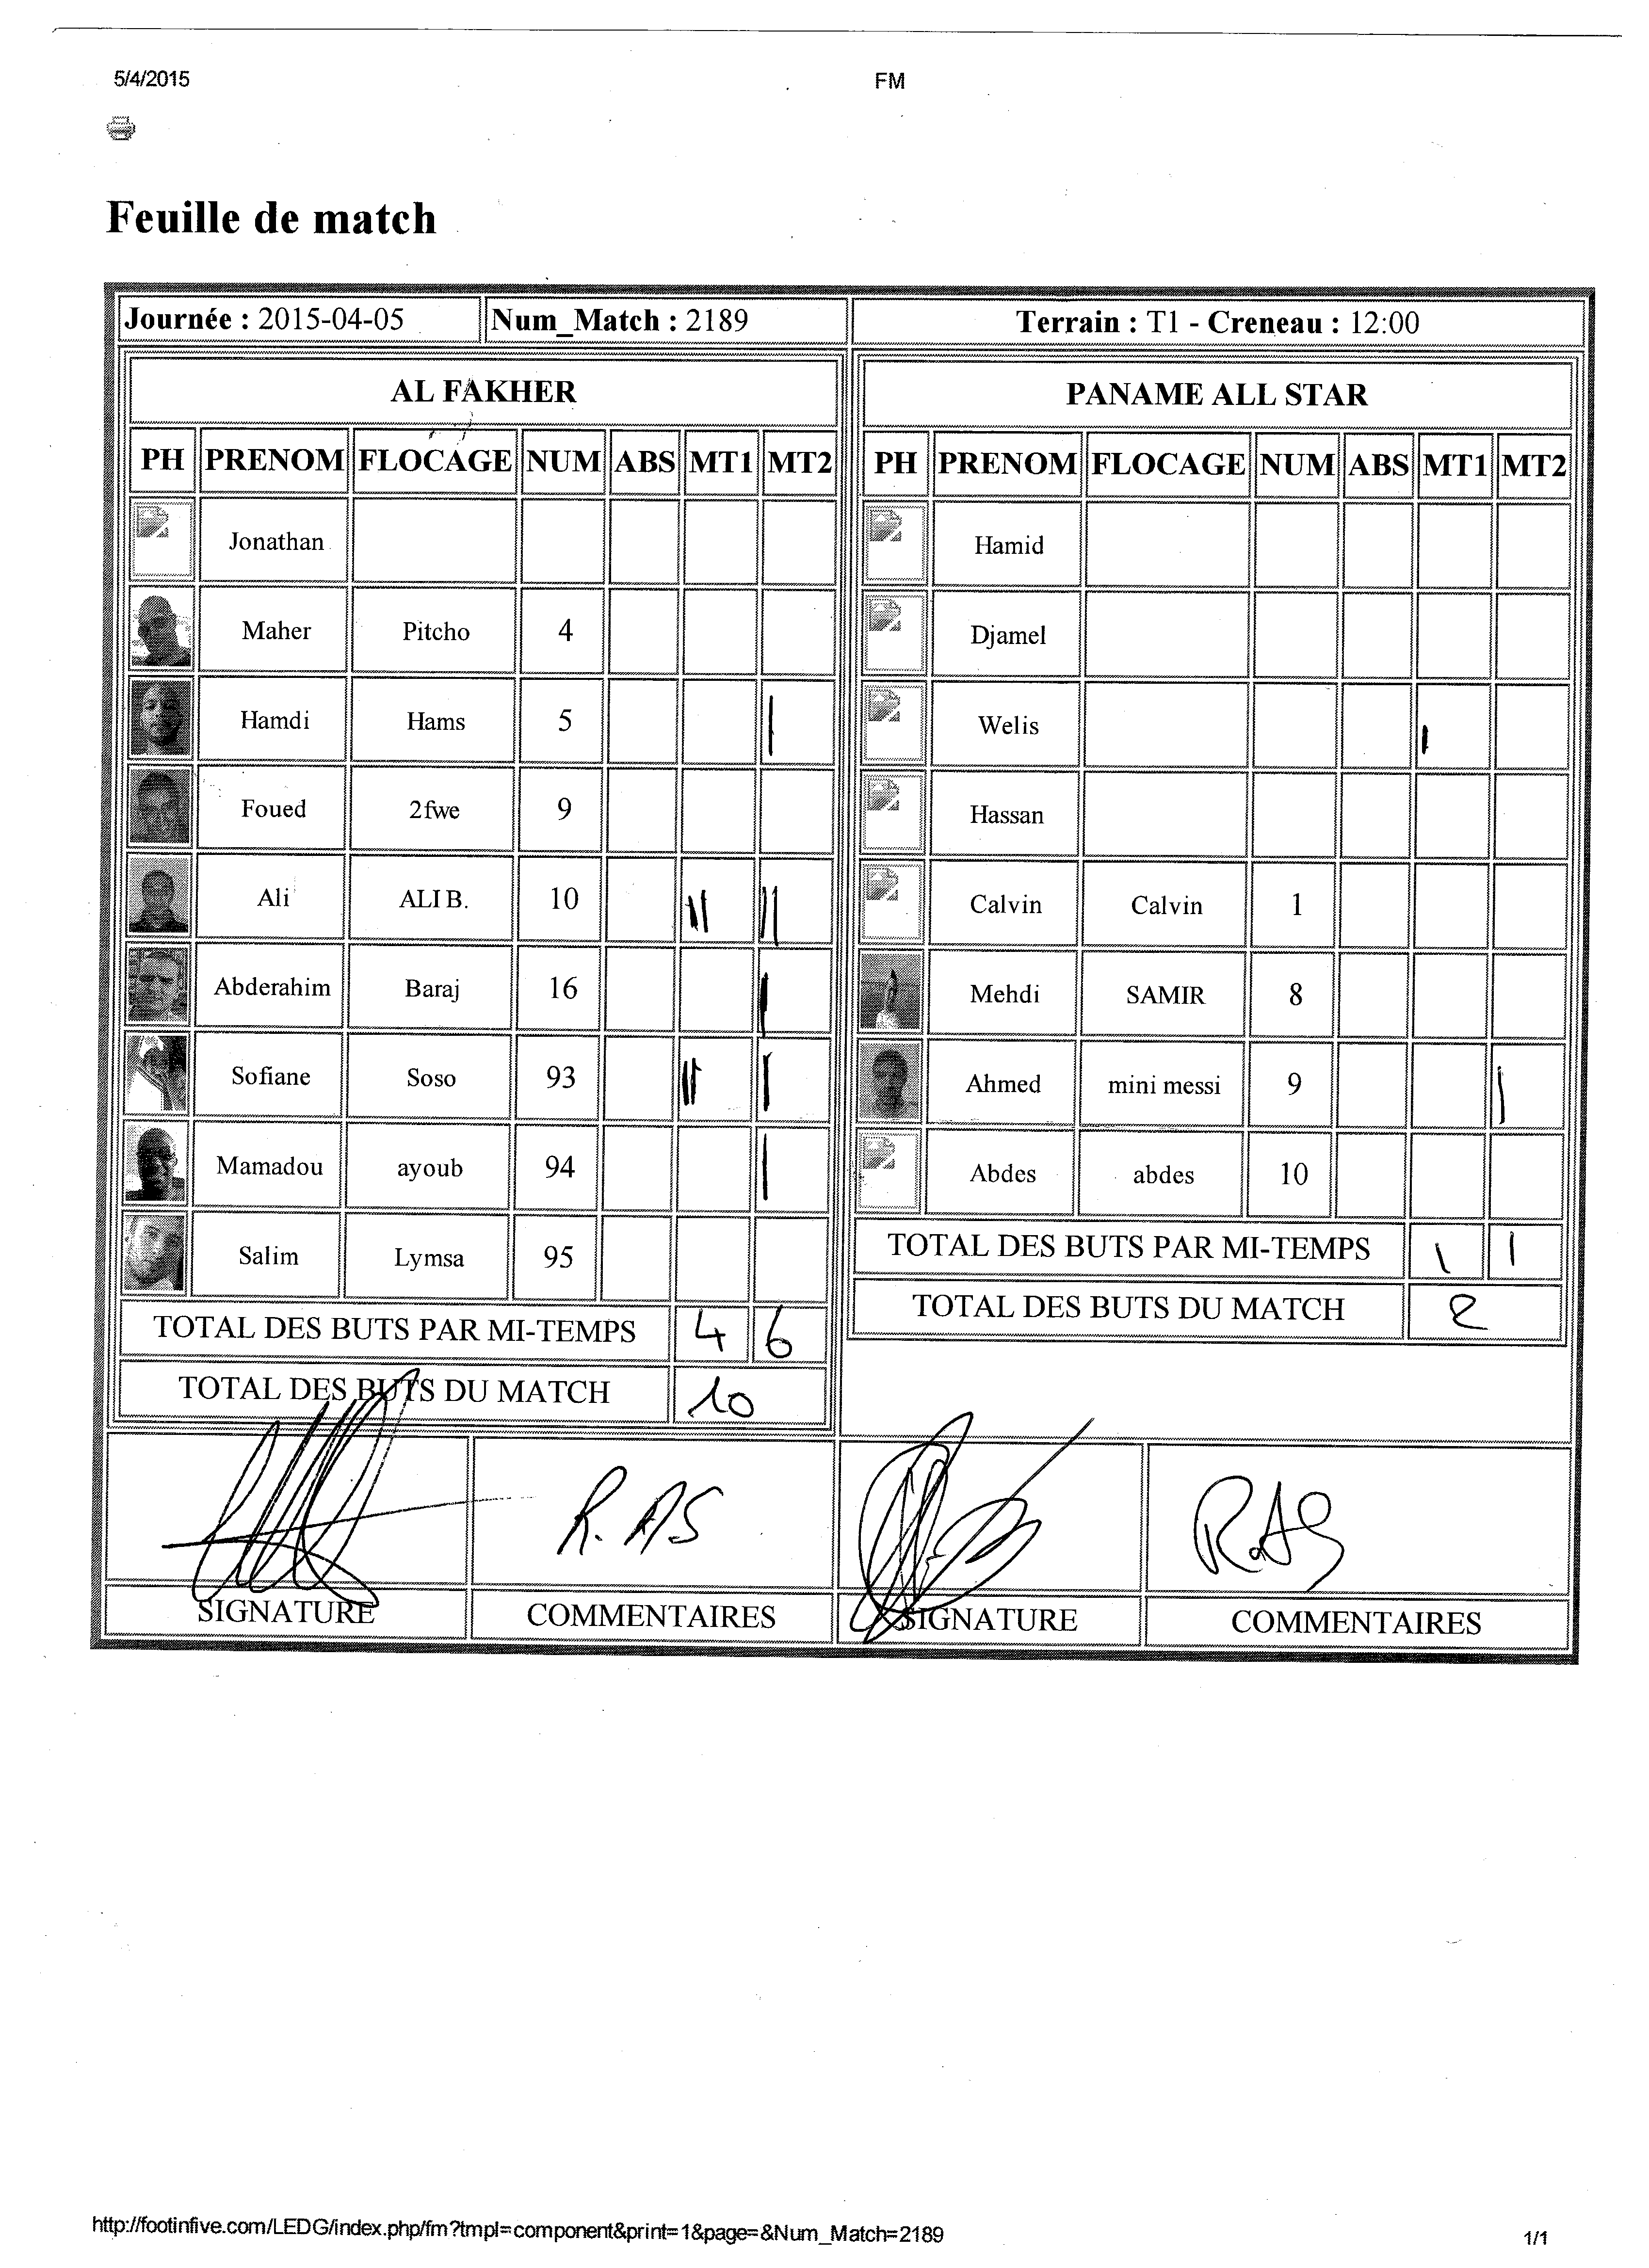 5/4/2015 FM
Feuille de match
Journée : 2015-04-05 Num_Match : 2189 Terrain : T1 - Creneau : 12:00
AL FAKHER PANAME ALL STAR
PH PRENOM FLOCAGE NUM ABS MT1 MT2 PH PRENOM FLOCAGE NUM ABS MT1 MT2
Jonathan Hamid
Maher Pitcho 4 Djamel
Hamdi Hams 5 | Welis |
Foued 2fwe 9 Hassan
Ali ALI B. 10 || || Calvin Calvin 1
Abderahim Baraj 16 | Mehdi SAMIR 8
Sofiane Soso 93 || | Ahmed mini messi 9 |
Mamadou ayoub 94 | Abdes abdes 10
Salim Lymsa 95
TOTAL DES BUTS PAR MI-TEMPS 1 1
TOTAL DES BUTS DU MATCH 2
TOTAL DES BUTS PAR MI-TEMPS 4 6
TOTAL DES BUTS DU MATCH 10
R. AS R.AS
SIGNATURE COMMENTAIRES SIGNATURE COMMENTAIRES
http://footinfive.com/LEDG/index.php/fm?tmpl=component&print=1&page=&Num_Match=2189 1/1